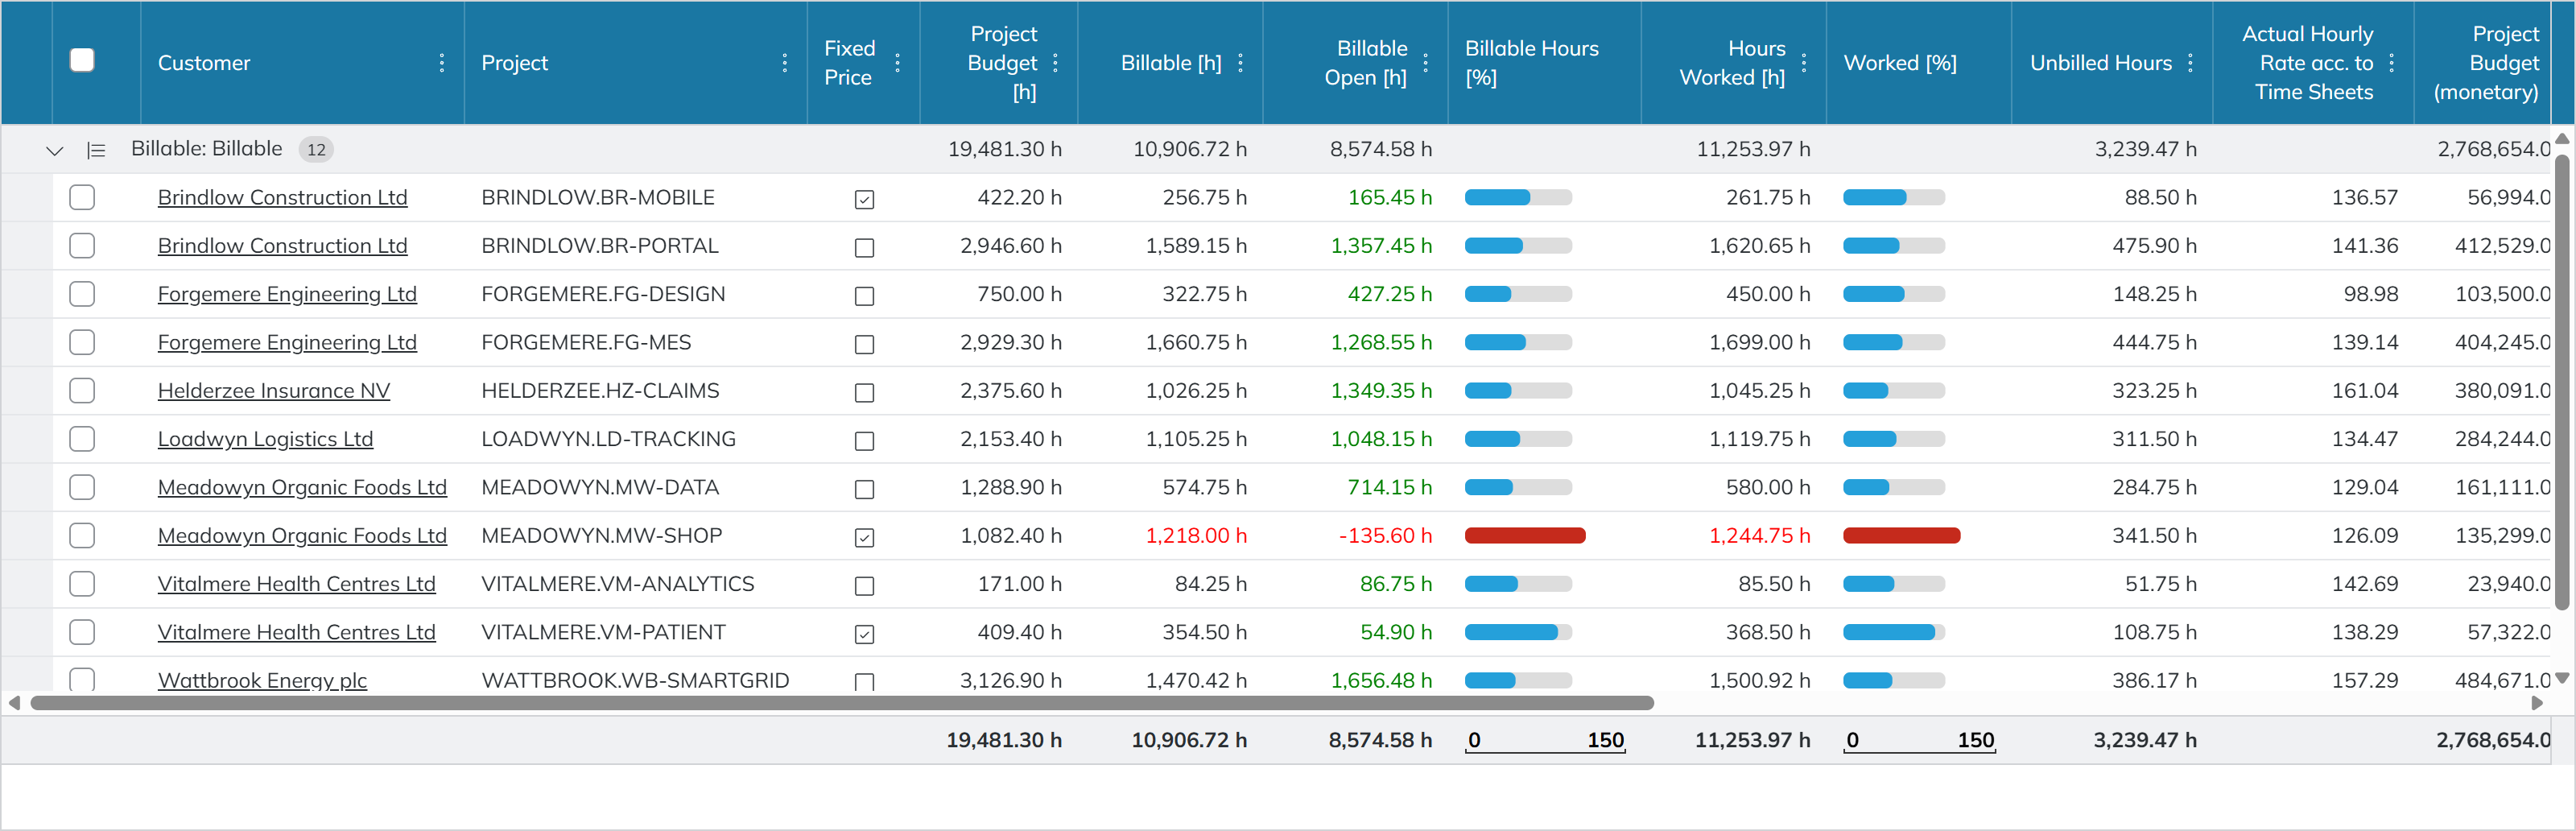 Customer Project Fixed Price Project Budget [h] Billable [h] Billable Open [h] Billable Hours [%] Hours Worked [h] Worked [%] Unbilled Hours Actual Hourly Rate acc. to Time Sheets Project Budget (monetary)
Billable: Billable 12 19,481.30 h 10,906.72 h 8,574.58 h 11,253.97 h 3,239.47 h 2,768,654.0
Brindlow Construction Ltd BRINDLOW.BR-MOBILE 422.20 h 256.75 h 165.45 h 261.75 h 88.50 h 136.57 56,994.0
Brindlow Construction Ltd BRINDLOW.BR-PORTAL 2,946.60 h 1,589.15 h 1,357.45 h 1,620.65 h 475.90 h 141.36 412,529.0
Forgemere Engineering Ltd FORGEMERE.FG-DESIGN 750.00 h 322.75 h 427.25 h 450.00 h 148.25 h 98.98 103,500.0
Forgemere Engineering Ltd FORGEMERE.FG-MES 2,929.30 h 1,660.75 h 1,268.55 h 1,699.00 h 444.75 h 139.14 404,245.0
Helderzee Insurance NV HELDERZEE.HZ-CLAIMS 2,375.60 h 1,026.25 h 1,349.35 h 1,045.25 h 323.25 h 161.04 380,091.0
Loadwyn Logistics Ltd LOADWYN.LD-TRACKING 2,153.40 h 1,105.25 h 1,048.15 h 1,119.75 h 311.50 h 134.47 284,244.0
Meadowyn Organic Foods Ltd MEADOWYN.MW-DATA 1,288.90 h 574.75 h 714.15 h 580.00 h 284.75 h 129.04 161,111.0
Meadowyn Organic Foods Ltd MEADOWYN.MW-SHOP 1,082.40 h 1,218.00 h -135.60 h 1,244.75 h 341.50 h 126.09 135,299.0
Vitalmere Health Centres Ltd VITALMERE.VM-ANALYTICS 171.00 h 84.25 h 86.75 h 85.50 h 51.75 h 142.69 23,940.0
Vitalmere Health Centres Ltd VITALMERE.VM-PATIENT 409.40 h 354.50 h 54.90 h 368.50 h 108.75 h 138.29 57,322.0
Wattbrook Energy plc WATTBROOK.WB-SMARTGRID 3,126.90 h 1,470.42 h 1,656.48 h 1,500.92 h 386.17 h 157.29 484,671.0
19,481.30 h 10,906.72 h 8,574.58 h 0 150 11,253.97 h 0 150 3,239.47 h 2,768,654.0